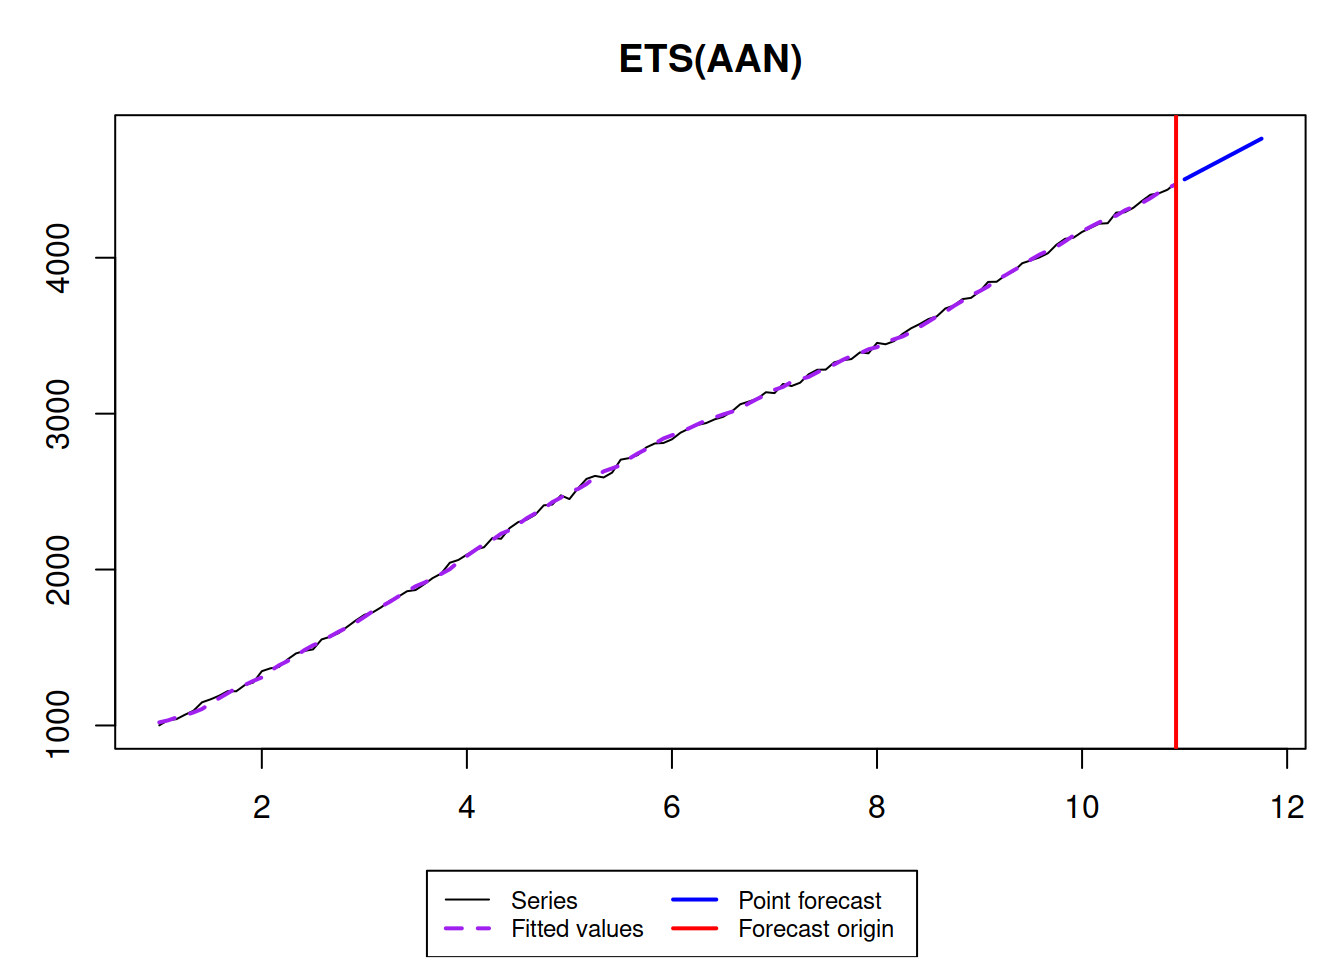 ETS(AAN)
4000
3000
2000
1000
2 4 6 8 10 12
Series Point forecast
Fitted values Forecast origin